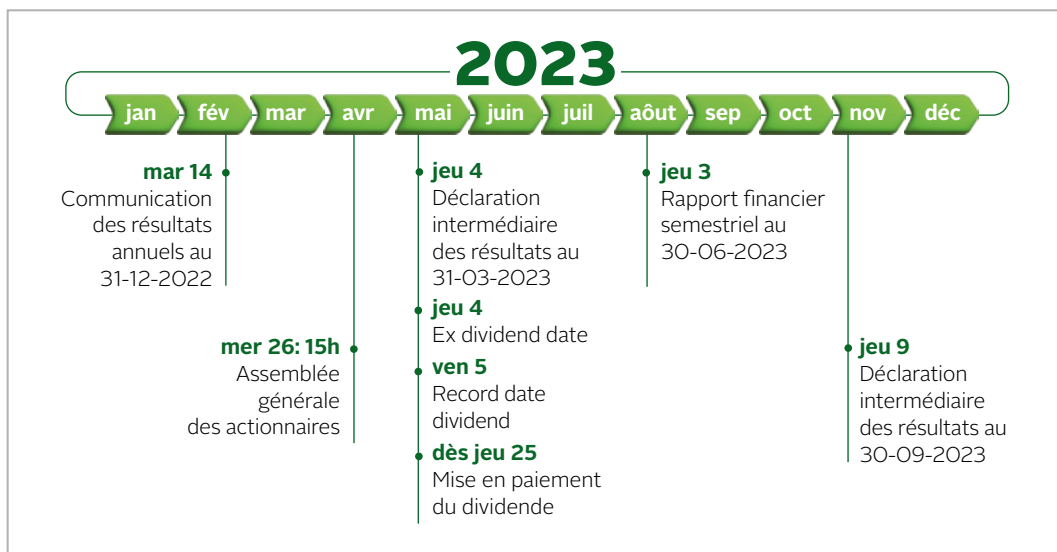 2023
jan
fév
mar
avr
mai
juin
juil
aôut
sep
oct
nov
déc
mar 14
Communication
des résultats
annuels au
31-12-2022
mer 26: 15h
Assemblée
générale
des actionnaires
jeu 4
Déclaration
intermédiaire
des résultats au
31-03-2023
jeu 4
Ex dividend date
ven 5
Record date
dividend
dès jeu 25
Mise en paiement
du dividende
jeu 3
Rapport financier
semestriel au
30-06-2023
jeu 9
Déclaration
intermédiaire
des résultats au
30-09-2023